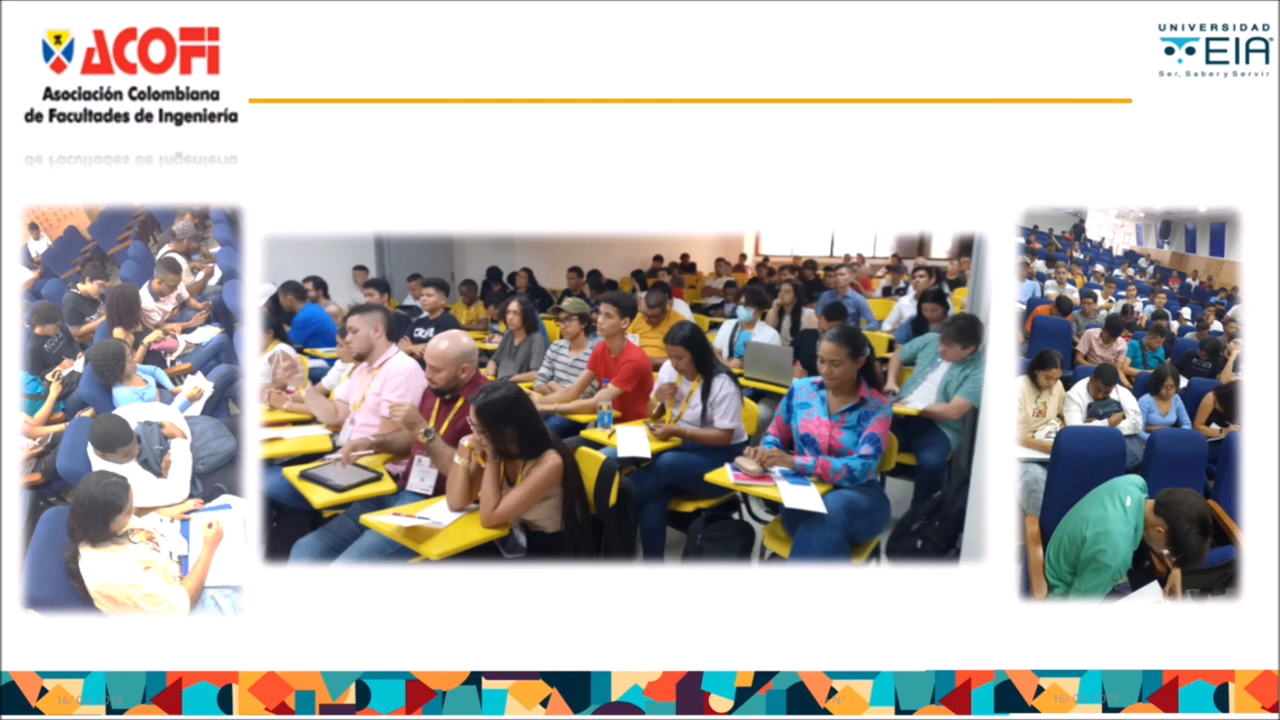 ACOFI
Asociación Colombiana
de Facultades de Ingeniería
UNIVERSIDAD
EIA
Ser, Saber y Servir